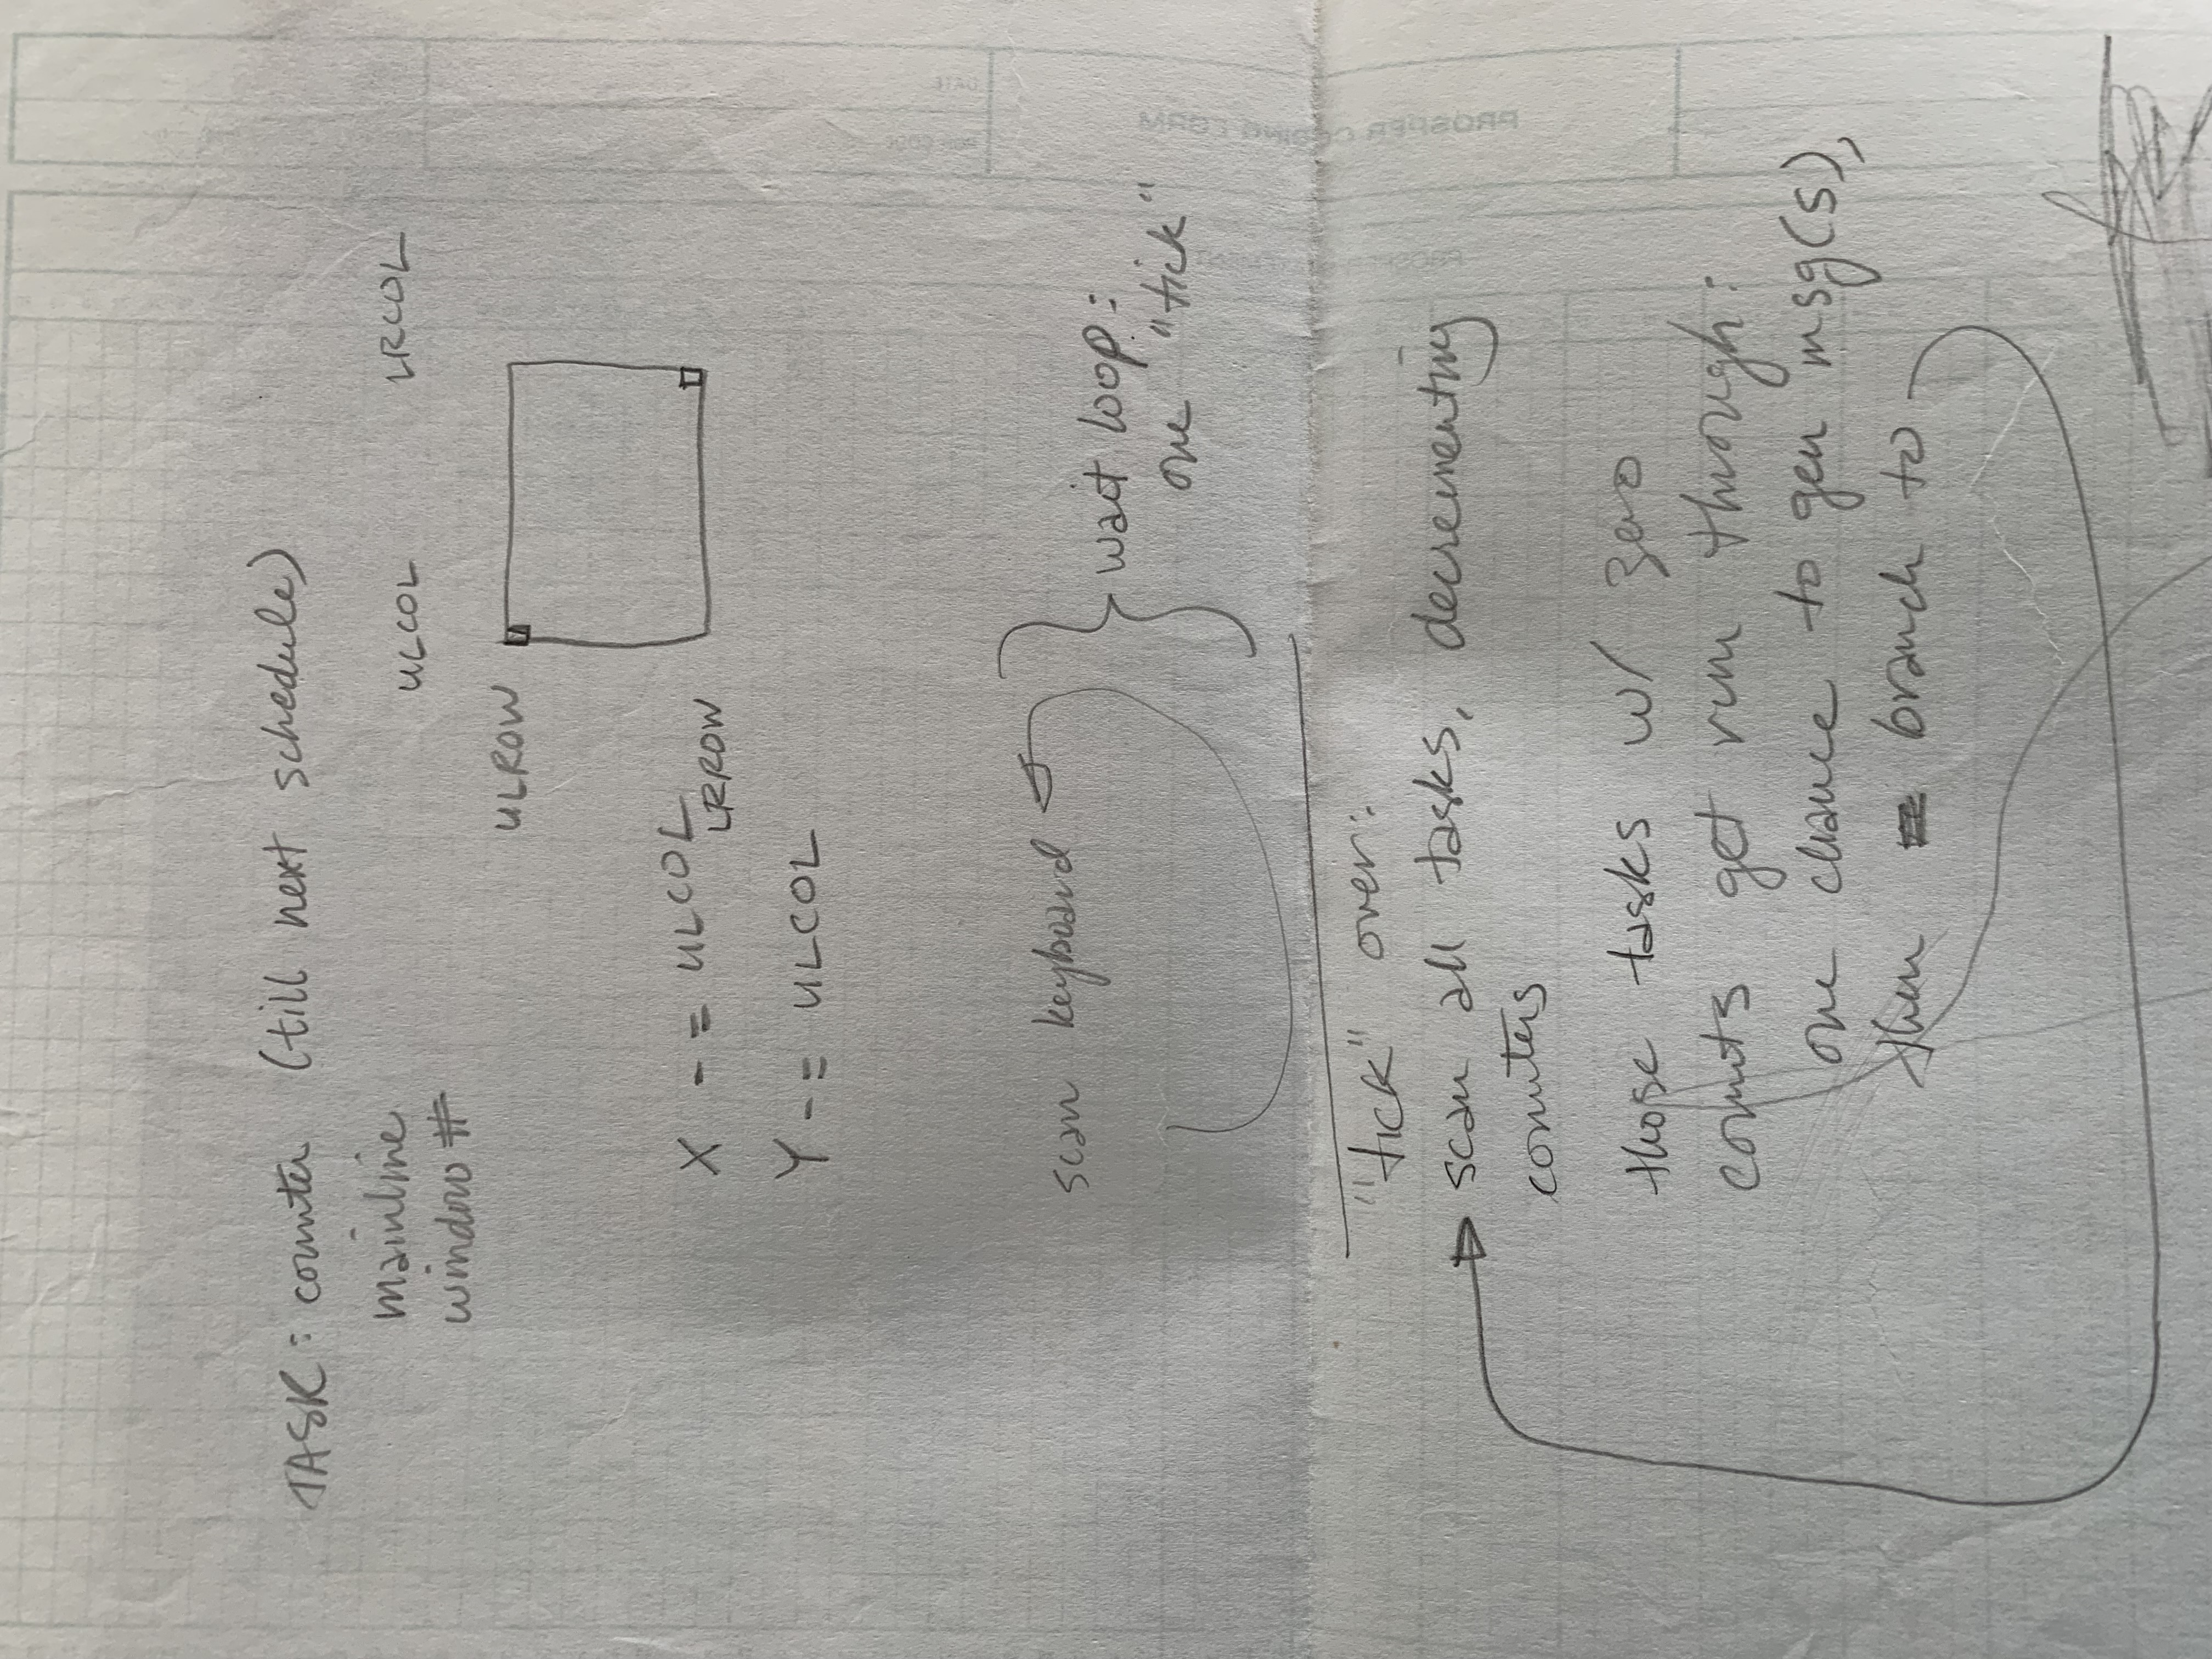 TASK: counter (till next schedule)
mainline
window #
ULCOL LRCOL
ULROW
X -= ULCOL
LRROW
Y -= ULCOL
scan keyboard
wait loop:
one "tick"
"tick" over:
scan all tasks, decrementing
counters
those tasks w/ zero
counts get run through:
one chance to gen msg(s),
then branch to